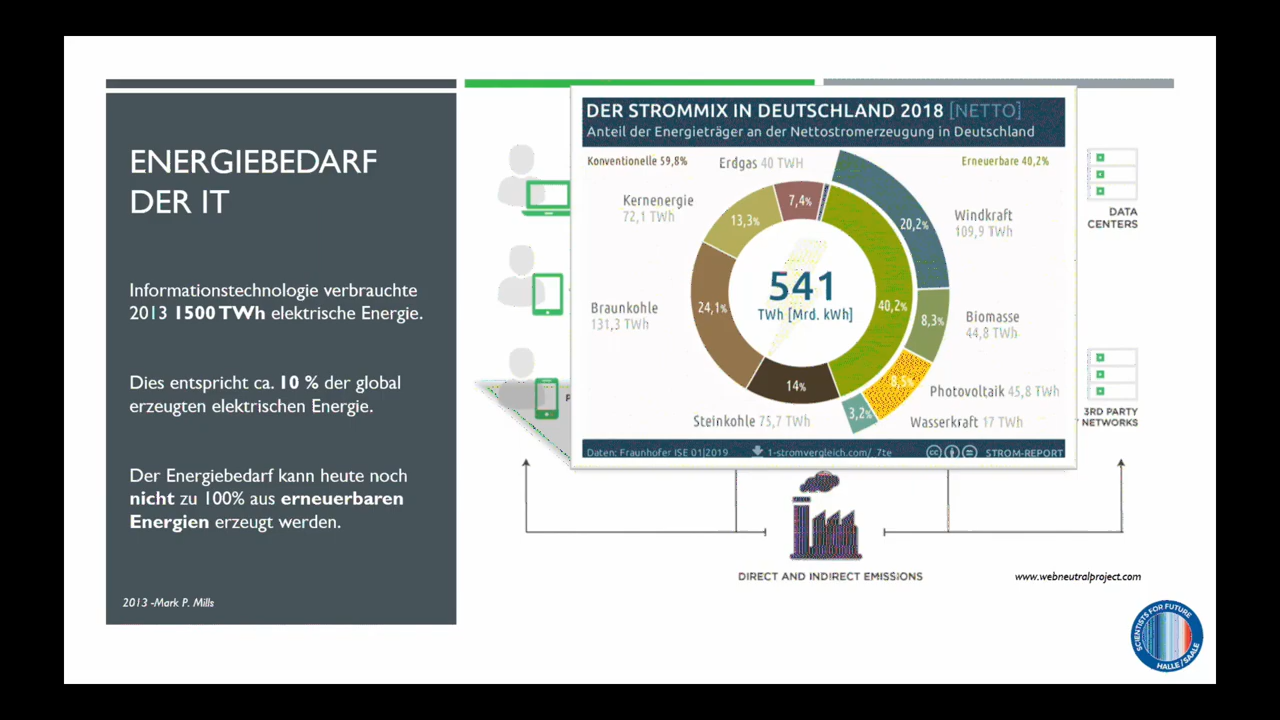 ENERGIEBEDARF
DER IT
Informationstechnologie verbrauchte
2013 1500 TWh elektrische Energie.
Dies entspricht ca. 10 % der global
erzeugten elektrischen Energie.
Der Energiebedarf kann heute noch
nicht zu 100% aus erneuerbaren
Energien erzeugt werden.
2013 -Mark P. Mills
DER STROMMIX IN DEUTSCHLAND 2018 [NETTO]
Anteil der Energieträger an der Nettostromerzeugung in Deutschland
Konventionelle 59,8%
Erdgas 40 TWH
Erneuerbare 40,2%
Kernenergie
72,1 TWh
7,4%
13,3%
20,2%
Windkraft
109,9 TWh
541
TWh [Mrd. kWh]
Braunkohle
131,3 TWh
24,1%
40,2%
8,3%
Biomasse
44,8 TWh
14%
8,5%
Photovoltaik 45,8 TWh
3,2%
Steinkohle 75,7 TWh
Wasserkraft 17 TWh
Daten: Fraunhofer ISE 01|2019
1-stromvergleich.com/_7te
cc
STROM-REPORT
DATA
CENTERS
3RD PARTY
NETWORKS
P
DIRECT AND INDIRECT EMISSIONS
www.webneutralproject.com
SCIENTISTS FOR FUTURE
HALLE/SAALE